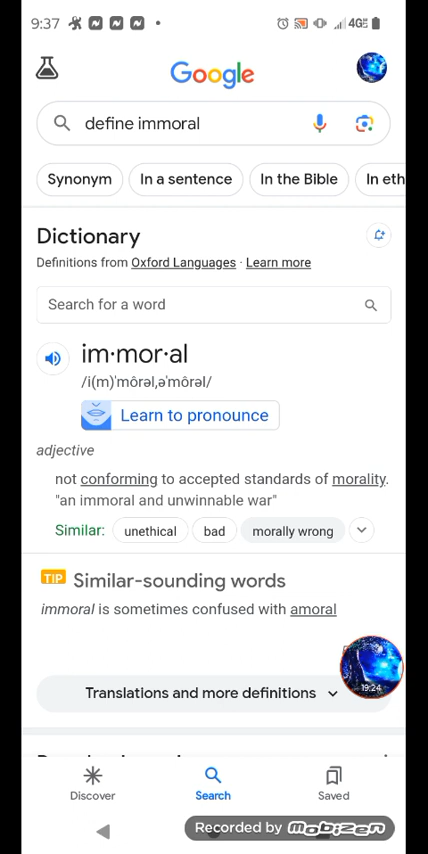 9:37
4G
Google
define immoral
Synonym
In a sentence
In the Bible
In eth
Dictionary
Definitions from Oxford Languages · Learn more
Search for a word
im·mor·al
/i(m)ˈmôrəl,əˈmôrəl/
Learn to pronounce
adjective
not conforming to accepted standards of morality.
"an immoral and unwinnable war"
Similar:
unethical
bad
morally wrong
TIP Similar-sounding words
immoral is sometimes confused with amoral
19:24
Translations and more definitions
Discover
Search
Saved
Recorded by Mobizen